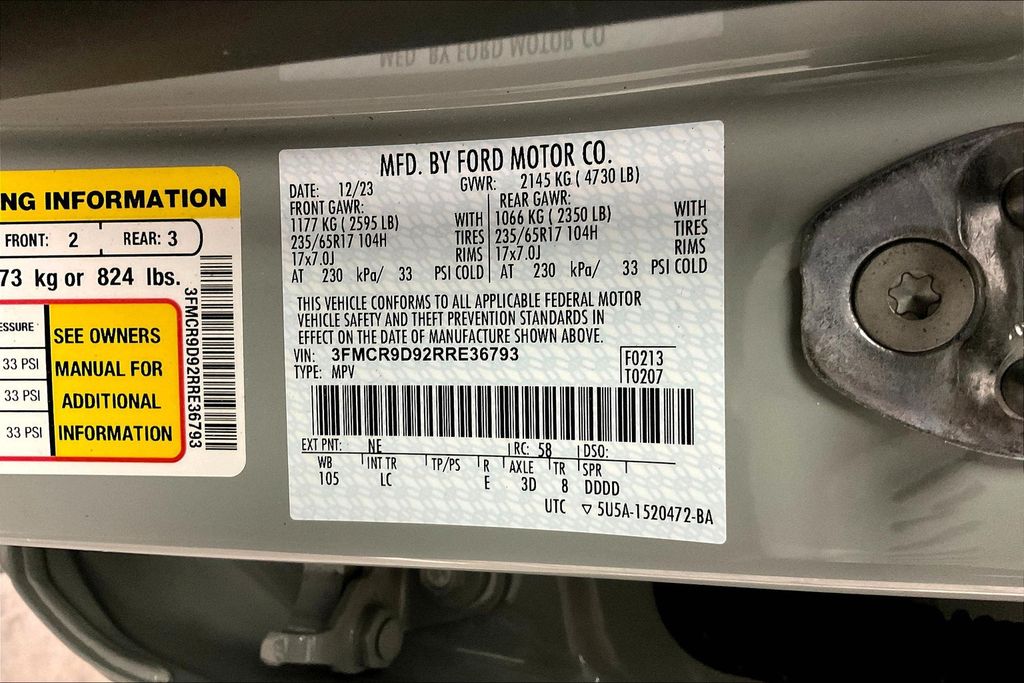 WED BY FORD MOTOR CO
NG INFORMATION
FRONT: 2 REAR: 3
73 kg or 824 lbs.
ESSURE
33 PSI
33 PSI
33 PSI
SEE OWNERS
MANUAL FOR
ADDITIONAL
INFORMATION
3FMCR9D92RRE36793
MFD. BY FORD MOTOR CO.
DATE: 12/23 GVWR: 2145 KG ( 4730 LB)
FRONT GAWR: REAR GAWR:
1177 KG ( 2595 LB) WITH 1066 KG ( 2350 LB) WITH
235/65R17 104H TIRES 235/65R17 104H TIRES
17x7.0J RIMS 17x7.0J RIMS
AT 230 kPa/ 33 PSI COLD AT 230 kPa/ 33 PSI COLD
THIS VEHICLE CONFORMS TO ALL APPLICABLE FEDERAL MOTOR
VEHICLE SAFETY AND THEFT PREVENTION STANDARDS IN
EFFECT ON THE DATE OF MANUFACTURE SHOWN ABOVE.
VIN: 3FMCR9D92RRE36793
TYPE: MPV
F0213
T0207
EXT PNT: NE RC: 58 DSO:
WB INT TR TP/PS R AXLE TR SPR
105 LC E 3D 8 DDDD
UTC ▽ 5U5A-1520472-BA